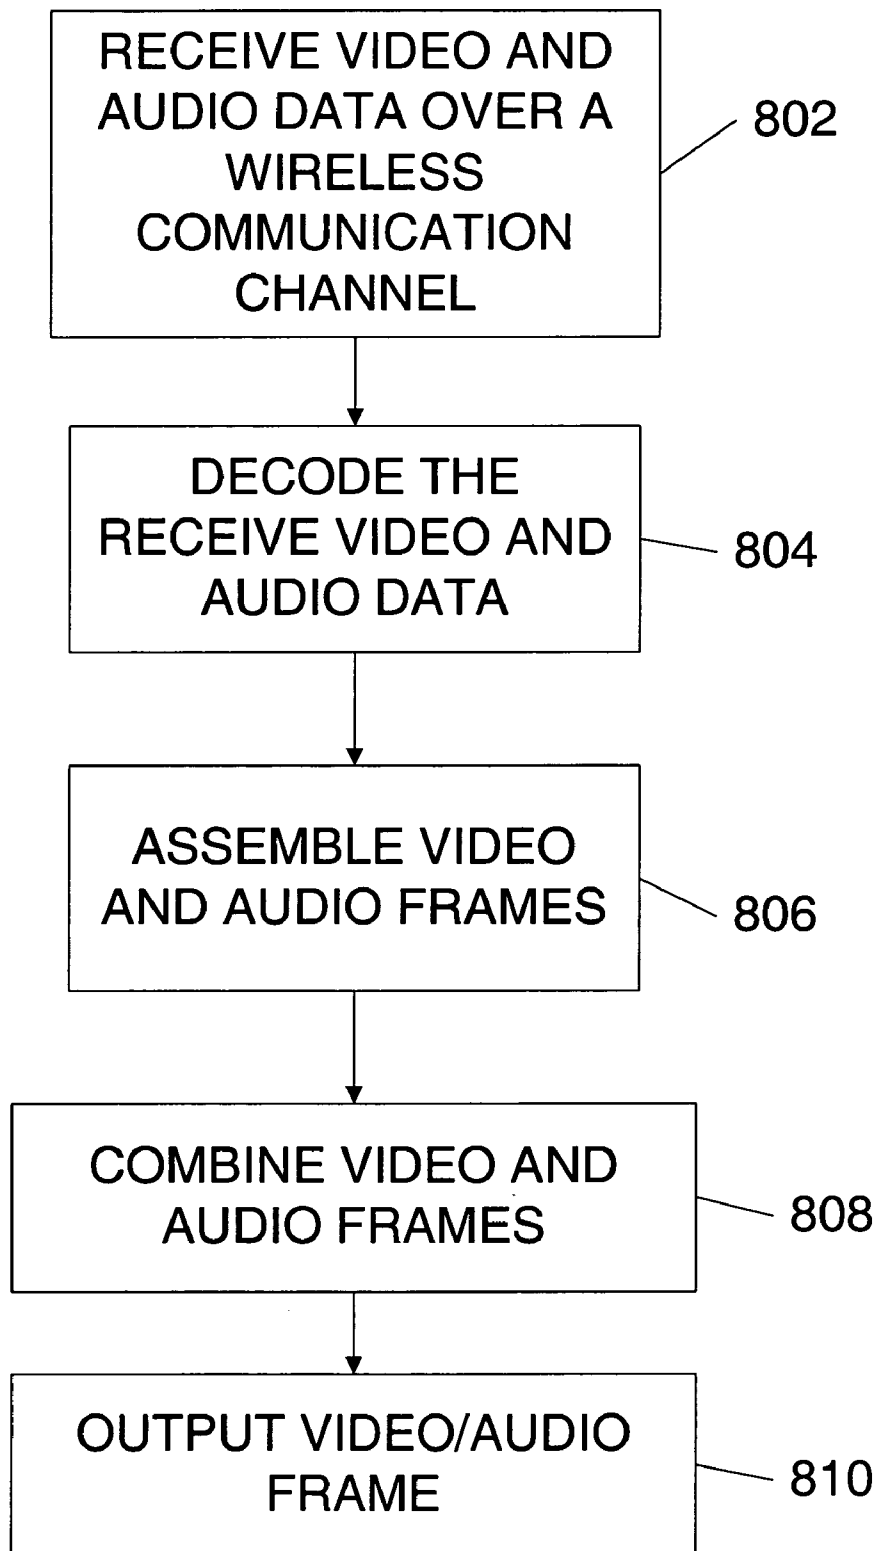 RECEIVE VIDEO AND
AUDIO DATA OVER A
WIRELESS
COMMUNICATION
CHANNEL
802
DECODE THE
RECEIVE VIDEO AND
AUDIO DATA
804
ASSEMBLE VIDEO
AND AUDIO FRAMES
806
COMBINE VIDEO AND
AUDIO FRAMES
808
OUTPUT VIDEO/AUDIO
FRAME
810